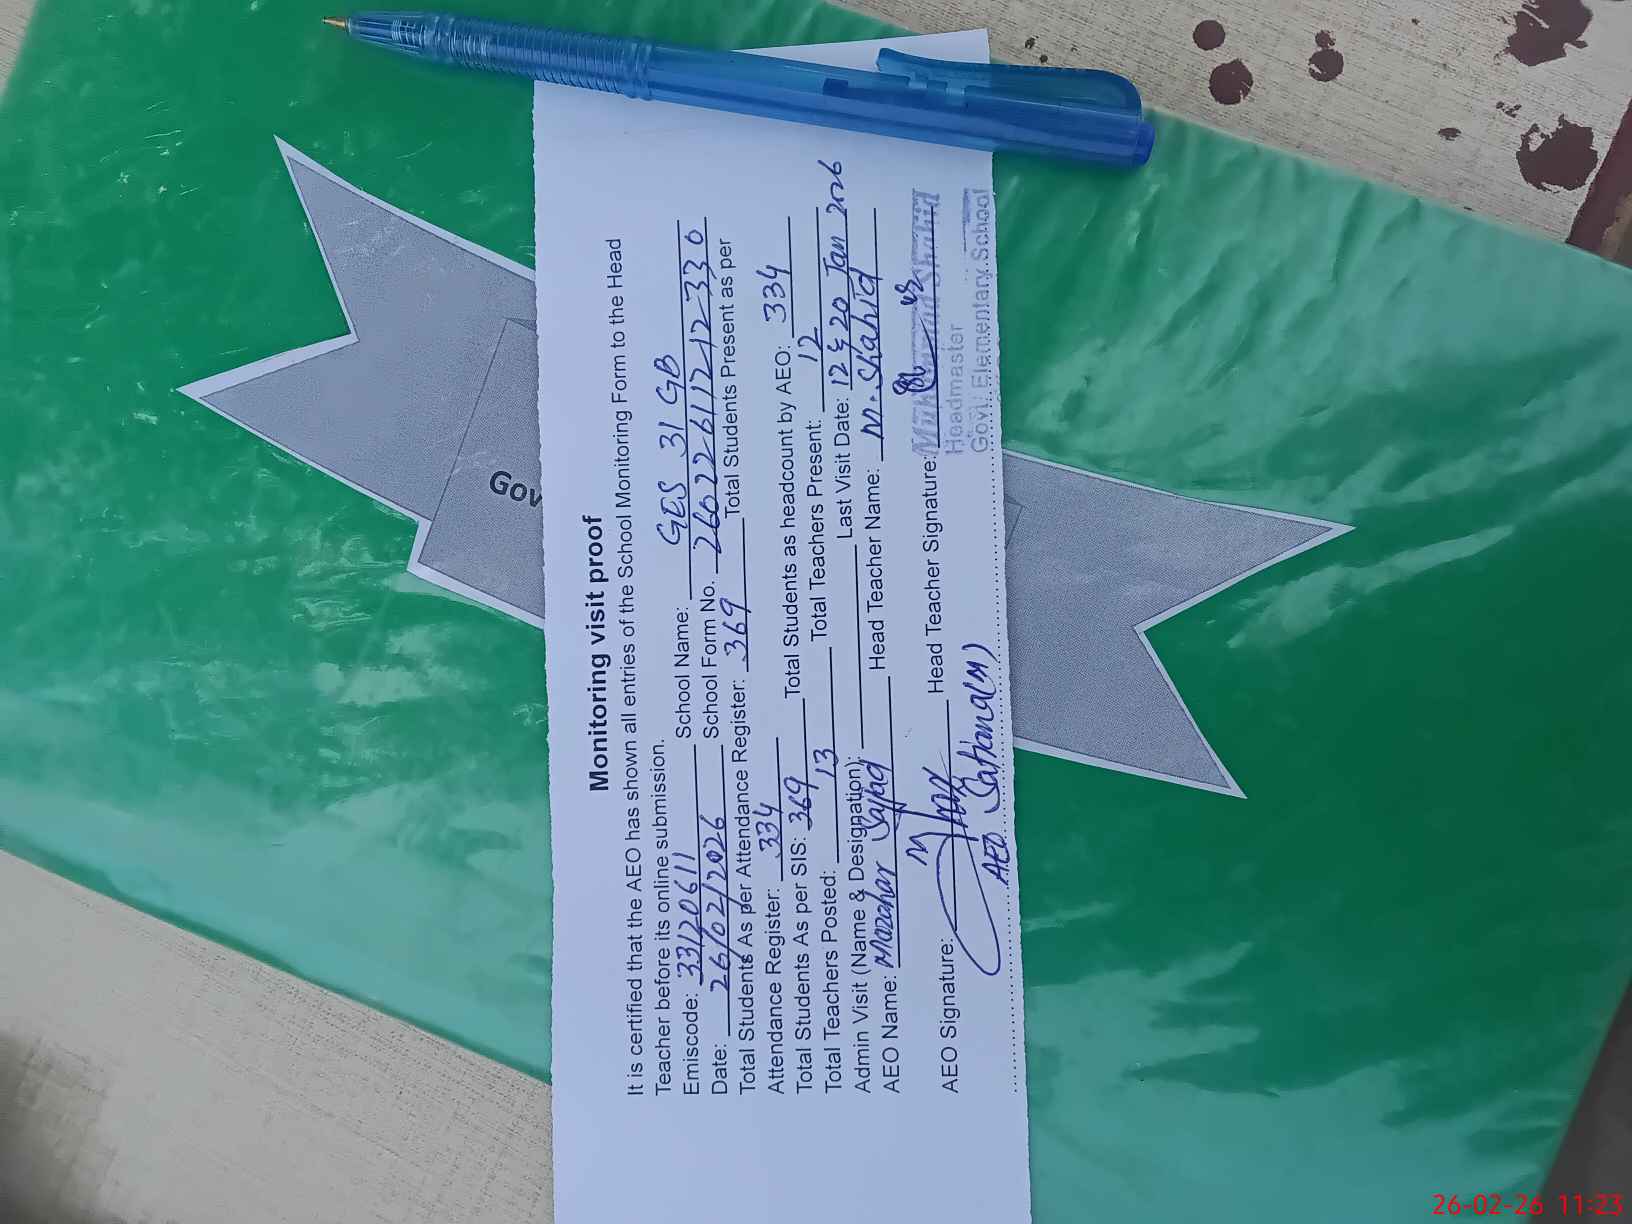 Gov
Monitoring visit proof
It is certified that the AEO has shown all entries of the School Monitoring Form to the Head
Teacher before its online submission.
Emiscode: 33120611 School Name: GES 31 GB
Date: 26/02/2026 School Form No. 2602261121233 0
Total Students As per Attendance Register: 369 Total Students Present as per
Attendance Register: 334
Total Students As per SIS: 369 Total Students as headcount by AEO: 334
Total Teachers Posted: 13 Total Teachers Present: 12
Admin Visit (Name & Designation): Last Visit Date: 12 & 20 Jan 2026
AEO Name: Mazahar Sajjad Head Teacher Name: M. Shahid
AEO Signature: Head Teacher Signature:
AEO Satiana(M)
Muhammad Shahid
Headmaster
Govt. Elementary School
26-02-26 11:23